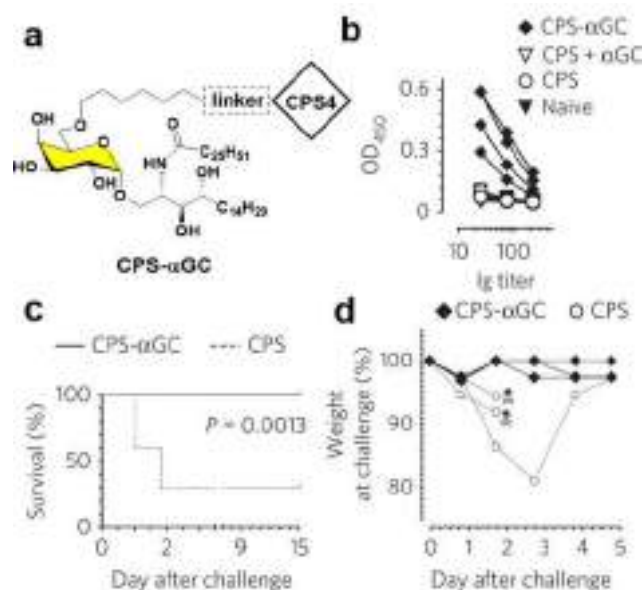 a
linker
CPS4
O
O
O
HO
HO
OH
O
HN
C25H51
OH
C14H29
OH
CPS-αGC
b
CPS-αGC
CPS + αGC
CPS
Naive
OD450
0.6
0.3
0
10
100
Ig titer
c
CPS-αGC
CPS
Survival (%)
100
50
0
P = 0.0013
0
2
9
15
Day after challenge
d
CPS-αGC
CPS
Weight
at challenge (%)
100
90
80
0
1
2
3
4
5
Day after challenge